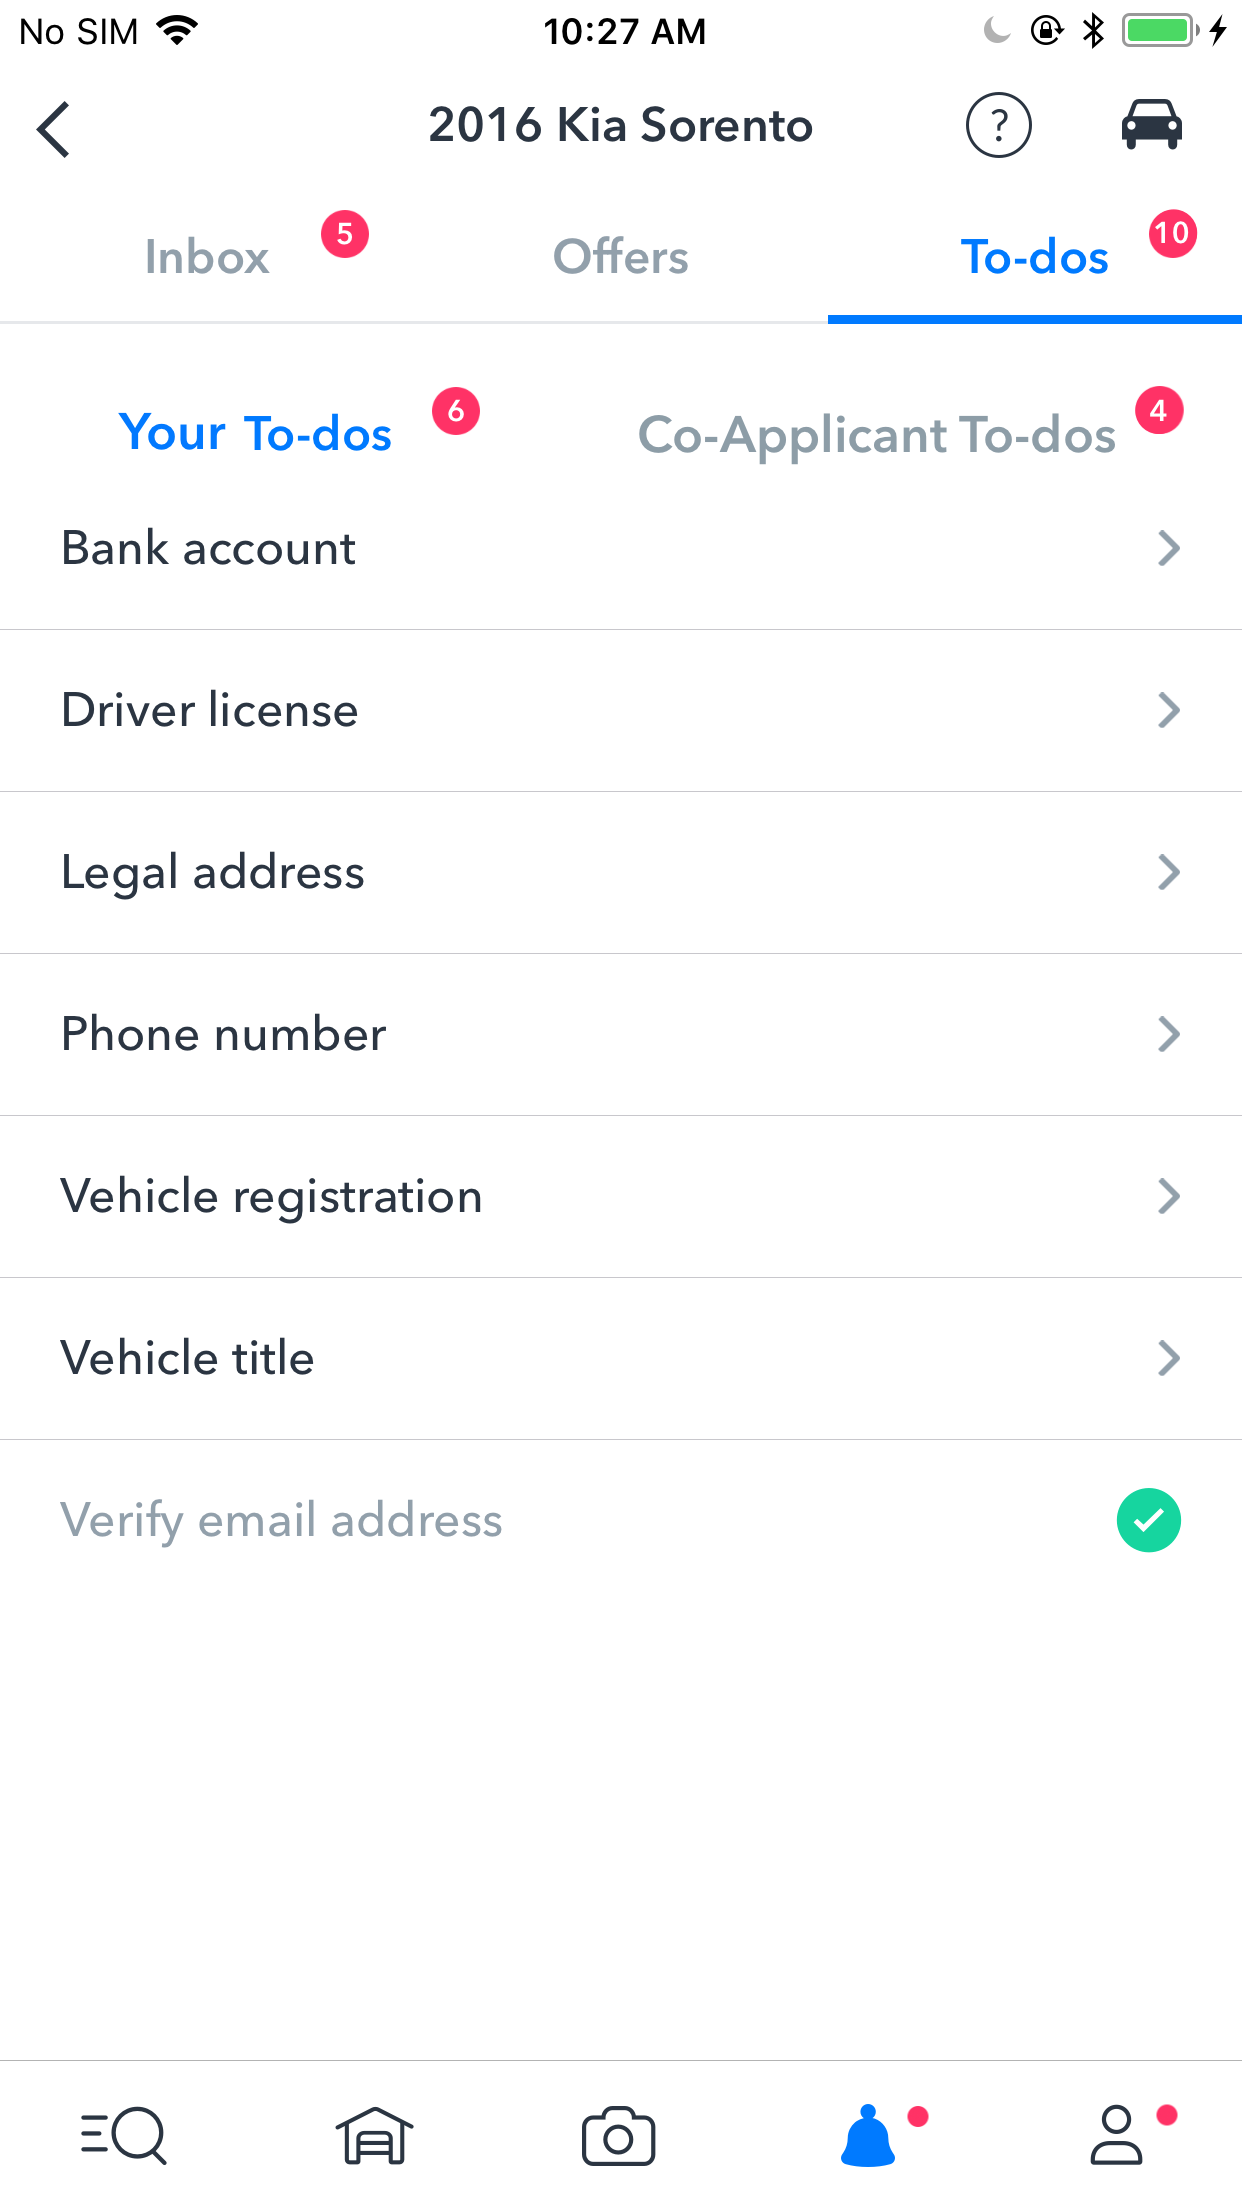 No SIM 10:27 AM
2016 Kia Sorento ?
Inbox 5 Offers To-dos 10
Your To-dos 6 Co-Applicant To-dos 4
Bank account
Driver license
Legal address
Phone number
Vehicle registration
Vehicle title
Verify email address